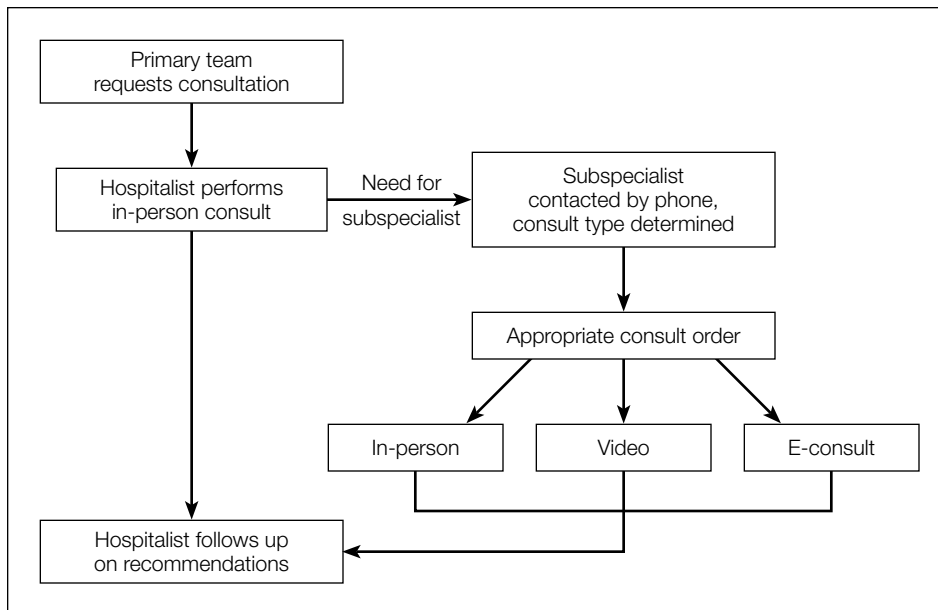 Primary team
requests consultation
Hospitalist performs
in-person consult
Need for
subspecialist
Subspecialist
contacted by phone,
consult type determined
Appropriate consult order
In-person
Video
E-consult
Hospitalist follows up
on recommendations